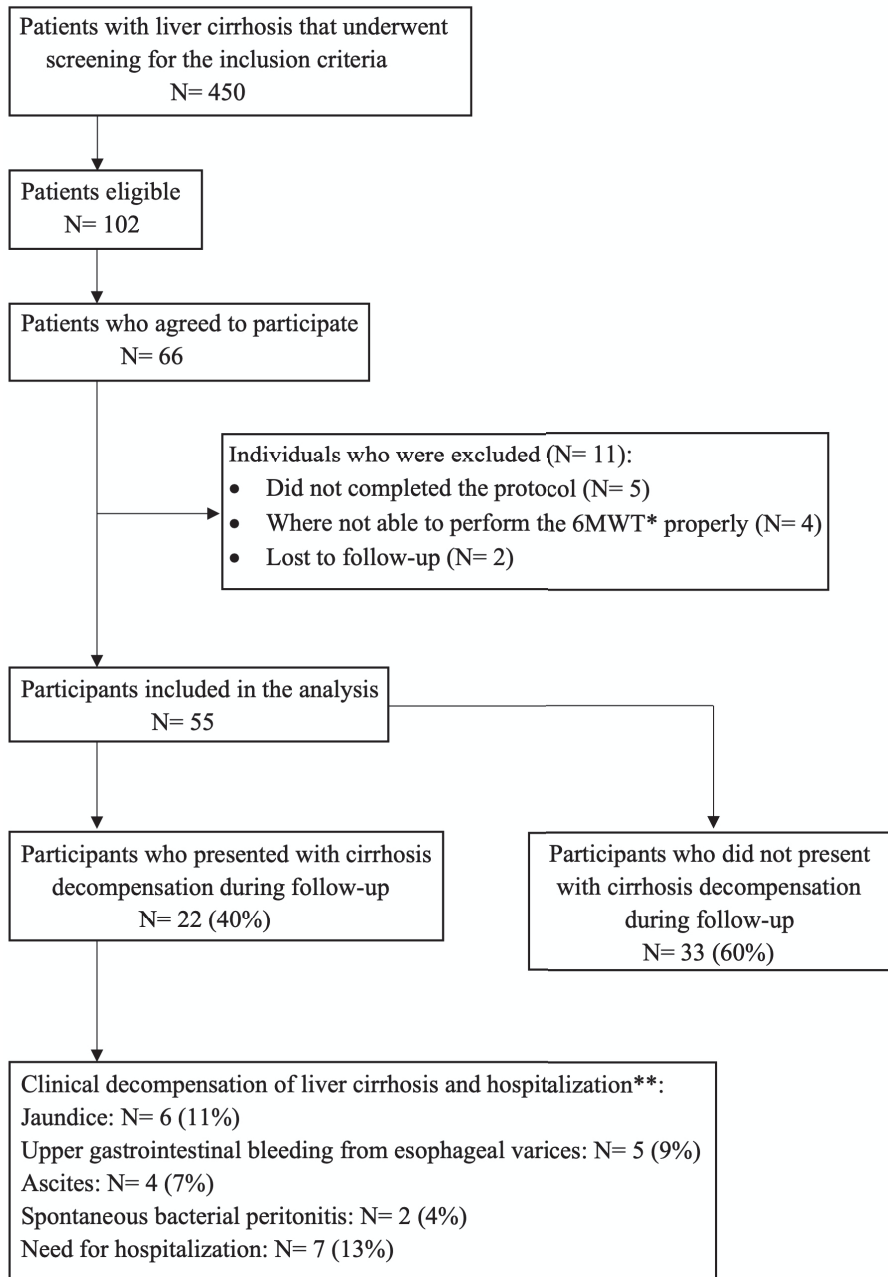 Patients with liver cirrhosis that underwent
screening for the inclusion criteria
N= 450
Patients eligible
N= 102
Patients who agreed to participate
N= 66
Individuals who were excluded (N= 11):
• Did not completed the protocol (N= 5)
• Where not able to perform the 6MWT* properly (N= 4)
• Lost to follow-up (N= 2)
Participants included in the analysis
N= 55
Participants who presented with cirrhosis
decompensation during follow-up
N= 22 (40%)
Participants who did not present
with cirrhosis decompensation
during follow-up
N= 33 (60%)
Clinical decompensation of liver cirrhosis and hospitalization**:
Jaundice: N= 6 (11%)
Upper gastrointestinal bleeding from esophageal varices: N= 5 (9%)
Ascites: N= 4 (7%)
Spontaneous bacterial peritonitis: N= 2 (4%)
Need for hospitalization: N= 7 (13%)